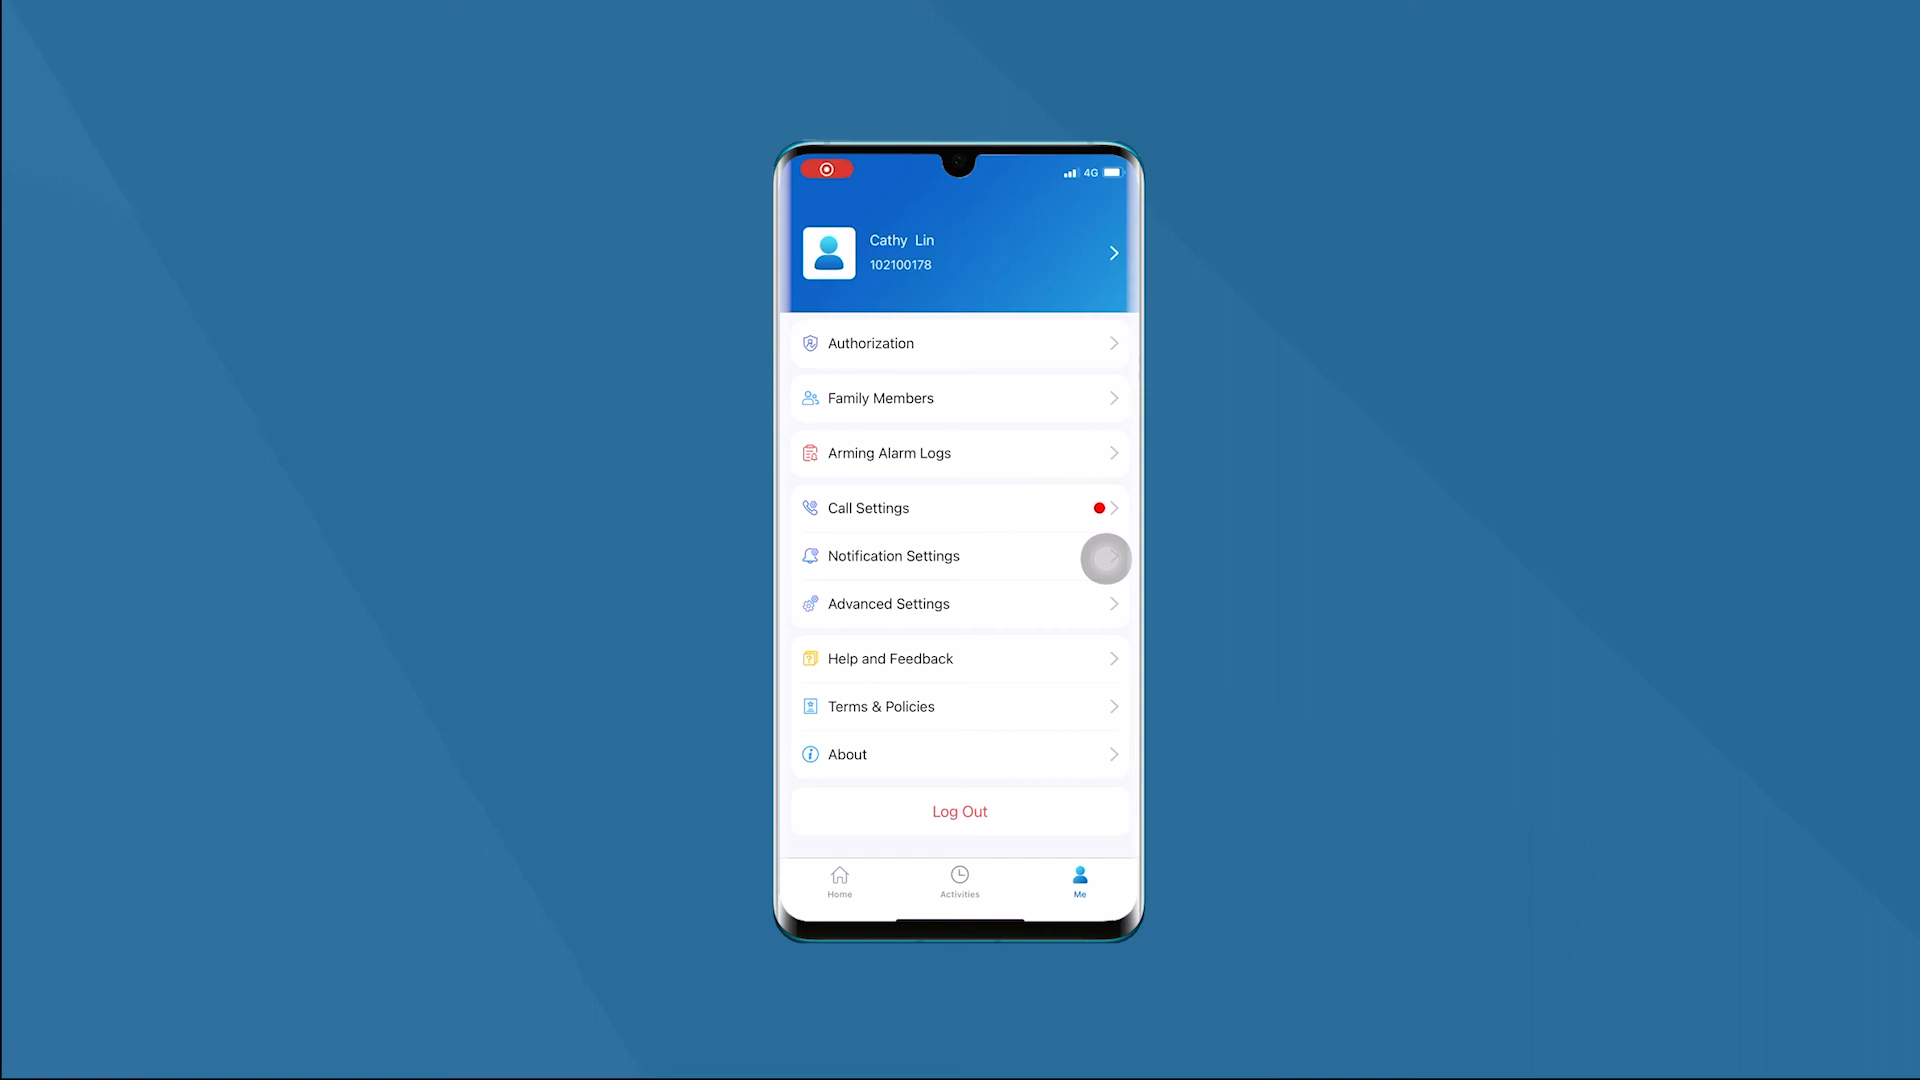 4G
Cathy Lin
102100178
Authorization
Family Members
Arming Alarm Logs
Call Settings
Notification Settings
Advanced Settings
Help and Feedback
Terms & Policies
About
Log Out
Home
Activities
Me